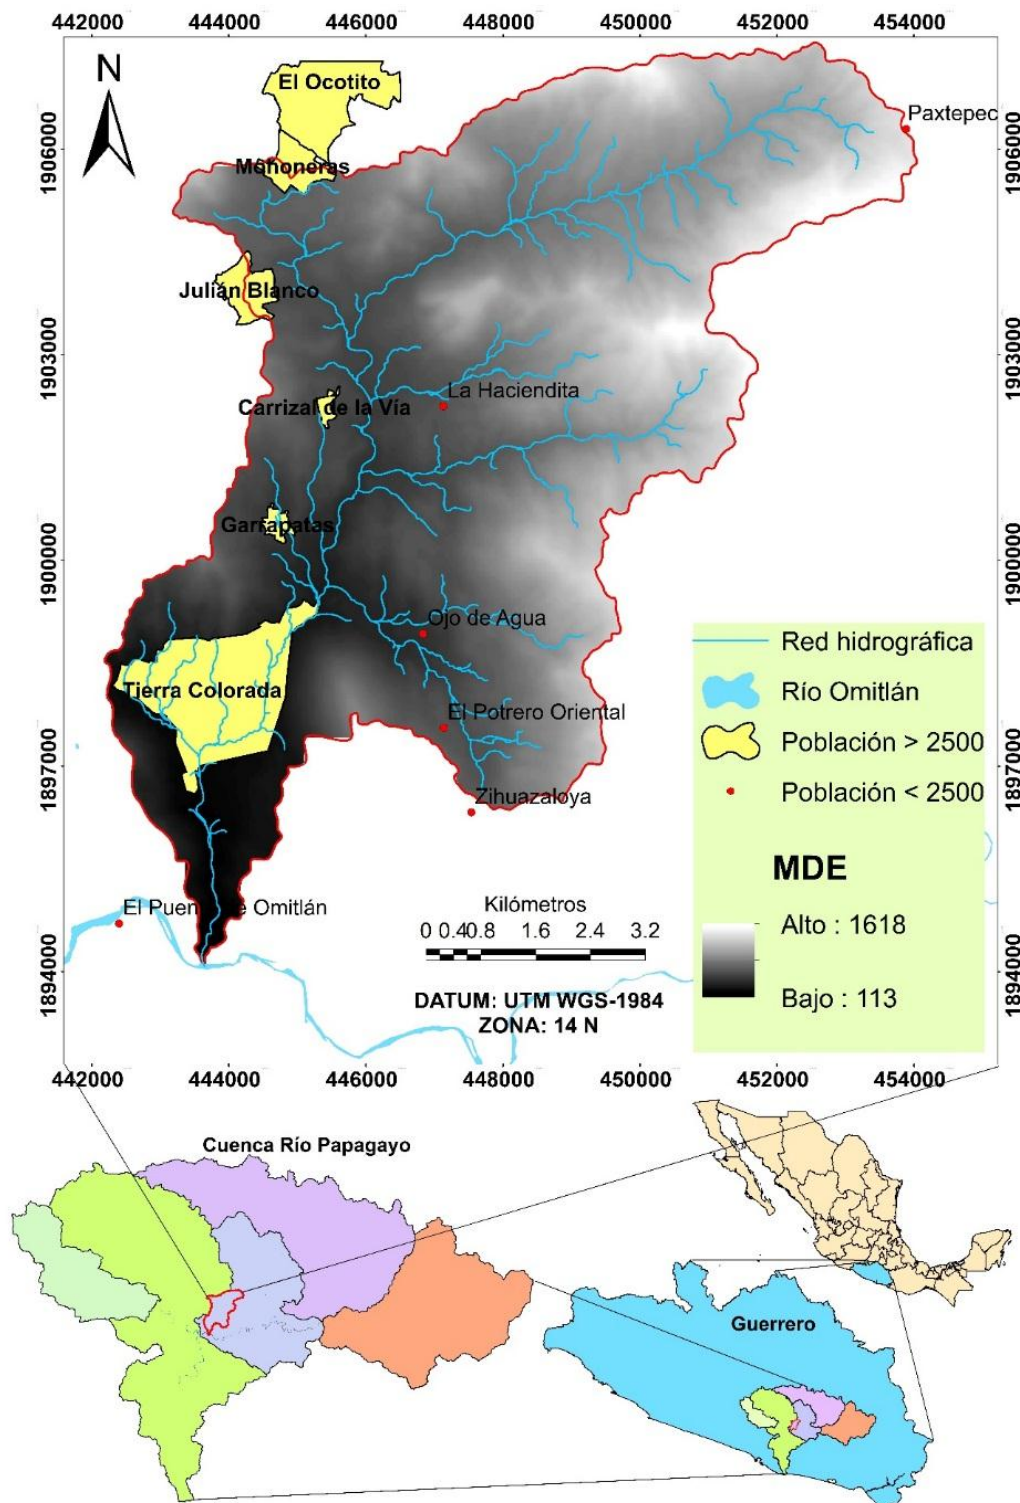 442000 444000 446000 448000 450000 452000 454000
N
El Ocotito
Paxtepec
1906000 1906000
Mohoneras
Julián Blanco
1903000 1903000
La Haciendita
Carrizal de la Vía
Garrapatas
1900000 1900000
Ojo de Agua
Red hidrográfica
Tierra Colorada
Río Omitlán
El Potrero Oriental
Población > 2500
1897000 1897000
Zihuazaloya
Población < 2500
MDE
El Puente de Omitlán
Kilómetros
Alto : 1618
0 0.40.8 1.6 2.4 3.2
1894000 1894000
DATUM: UTM WGS-1984
Bajo : 113
ZONA: 14 N
442000 444000 446000 448000 450000 452000 454000
Cuenca Río Papagayo
Guerrero